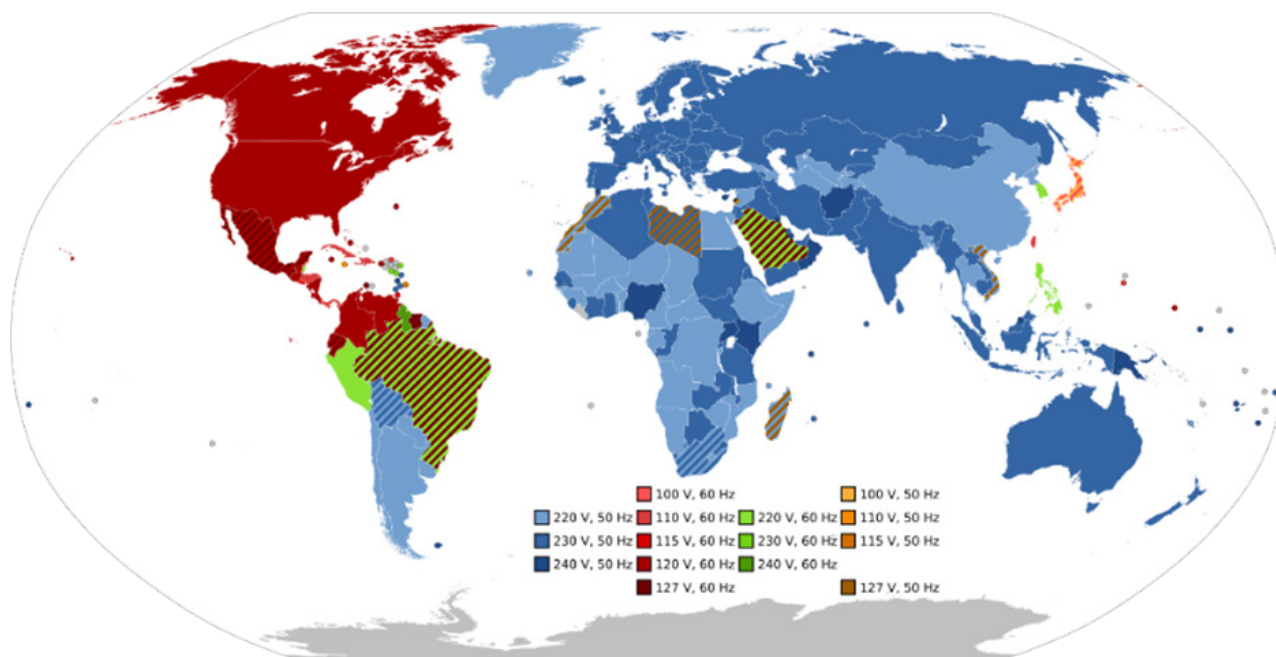 100 V, 60 Hz 100 V, 50 Hz
220 V, 50 Hz 110 V, 60 Hz 220 V, 60 Hz 110 V, 50 Hz
230 V, 50 Hz 115 V, 60 Hz 230 V, 60 Hz 115 V, 50 Hz
240 V, 50 Hz 120 V, 60 Hz 240 V, 60 Hz
127 V, 60 Hz 127 V, 50 Hz